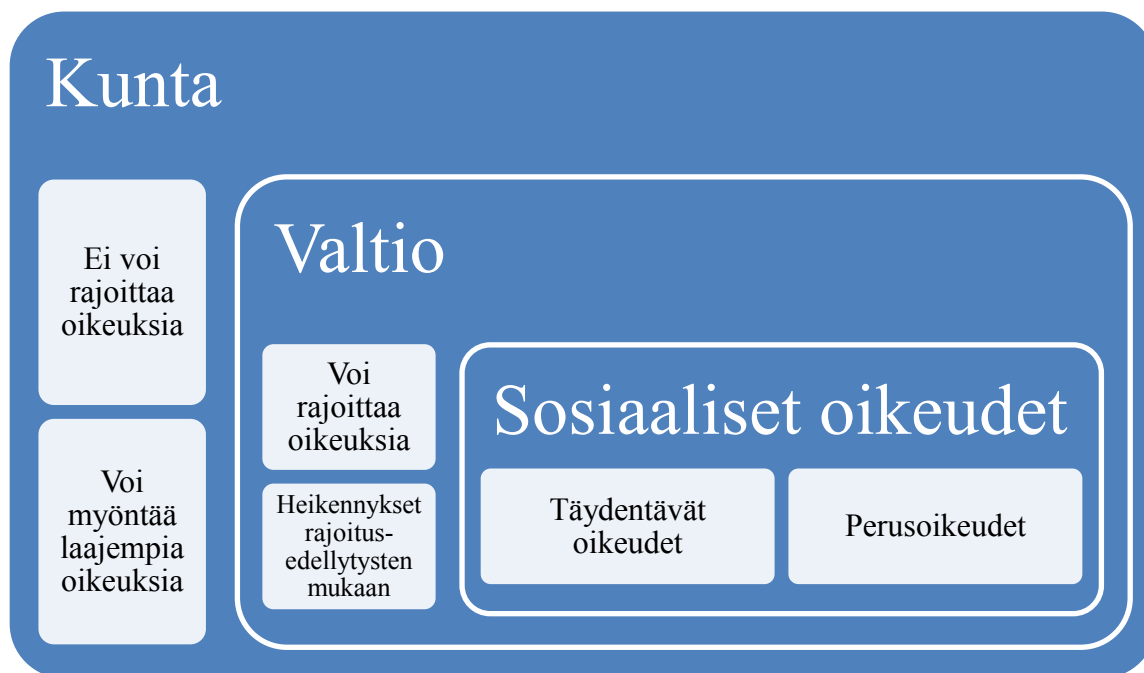 Kunta
Ei voi
rajoittaa
oikeuksia
Voi
myöntää
laajempia
oikeuksia
Valtio
Voi
rajoittaa
oikeuksia
Heikennykset
rajoitus-
edellytysten
mukaan
Sosiaaliset oikeudet
Täydentävät
oikeudet
Perusoikeudet